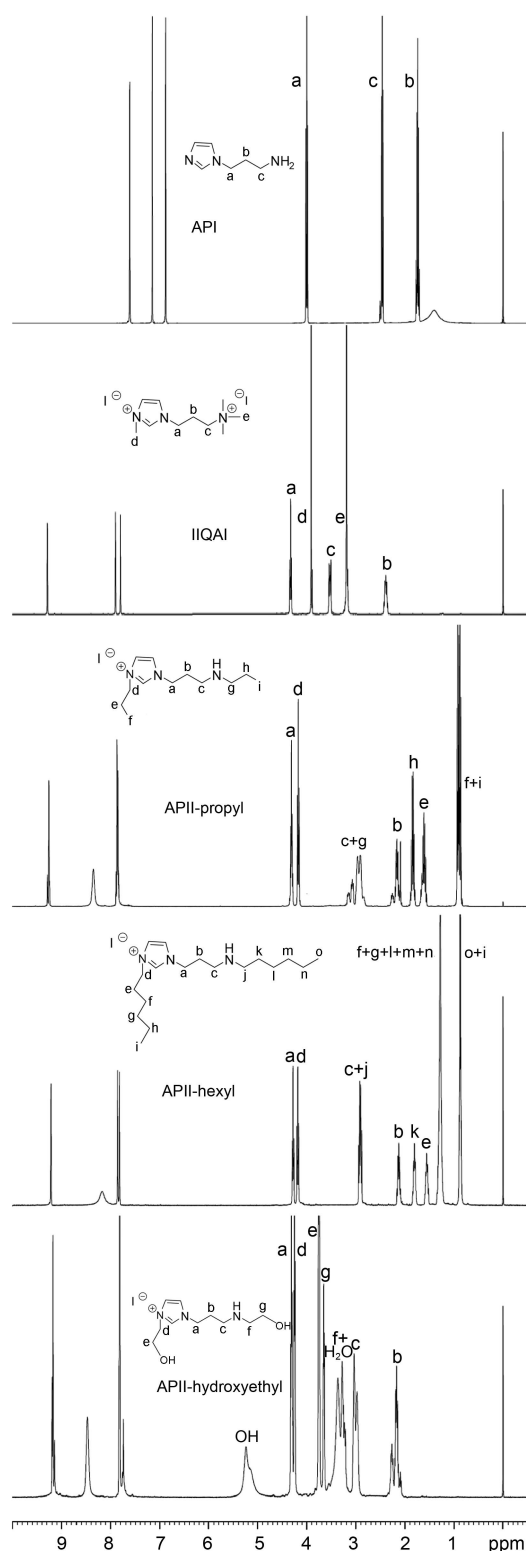 a c b
b
N N NH₂
a c
API
I ⊖ ⊖ I
+ b +
N N N
e
d a c
a
d e
IIQAI
c
b
I ⊖
+ b H h
N N N
d a c g i
e
f
d
a
h f+i
APII-propyl
e
c+g b
I ⊖
+ b H k m o
N N N
d a c j l n
e
f
g
h
i
f+g+l+m+n o+i
a d c+j
APII-hexyl
b k e
e
a d
g
I ⊖
+ b H g
N N N OH
d a c f
e
OH
f+
H₂O c
b
APII-hydroxyethyl
OH
9 8 7 6 5 4 3 2 1 ppm